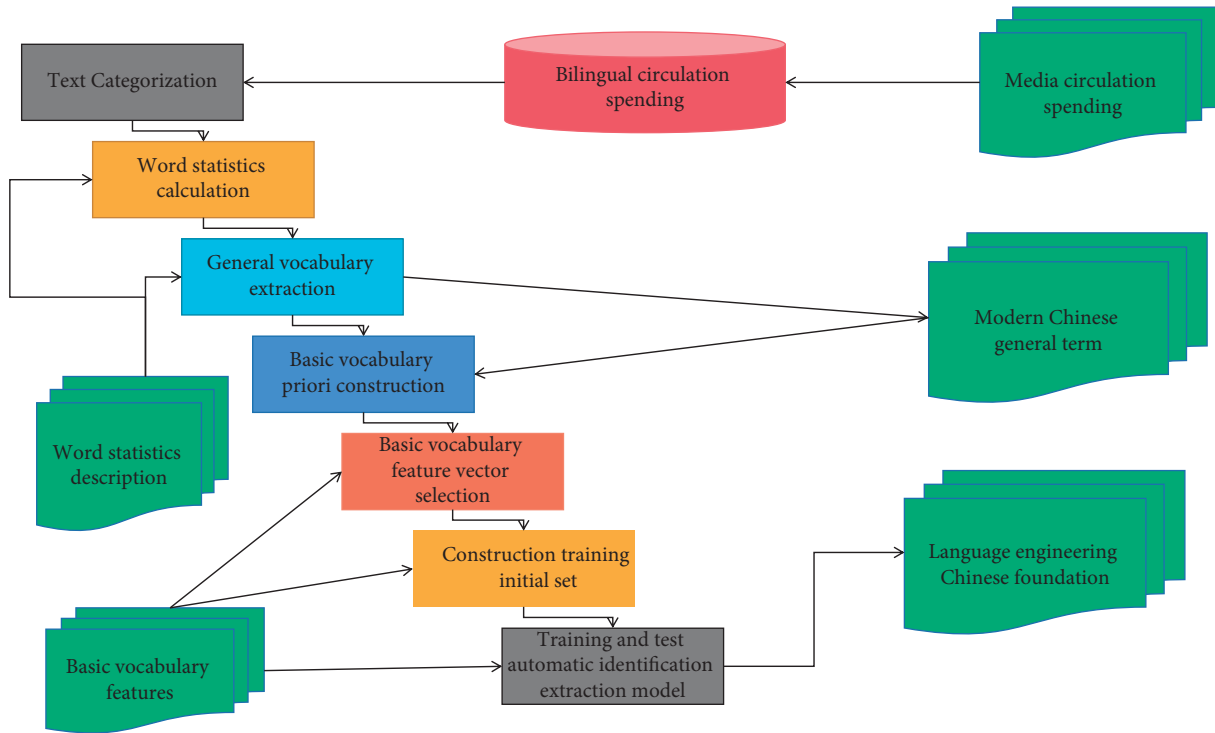 Text Categorization
Bilingual circulation
spending
Media circulation
spending
Word statistics
calculation
General vocabulary
extraction
Modern Chinese
general term
Basic vocabulary
priori construction
Word statistics
description
Basic vocabulary
feature vector
selection
Construction training
initial set
Language engineering
Chinese foundation
Basic vocabulary
features
Training and test
automatic identification
extraction model